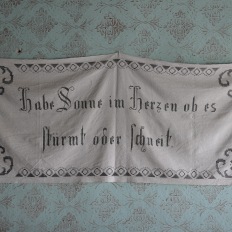 Habe Sonne im Herzen ob es
stürmt oder schneit.